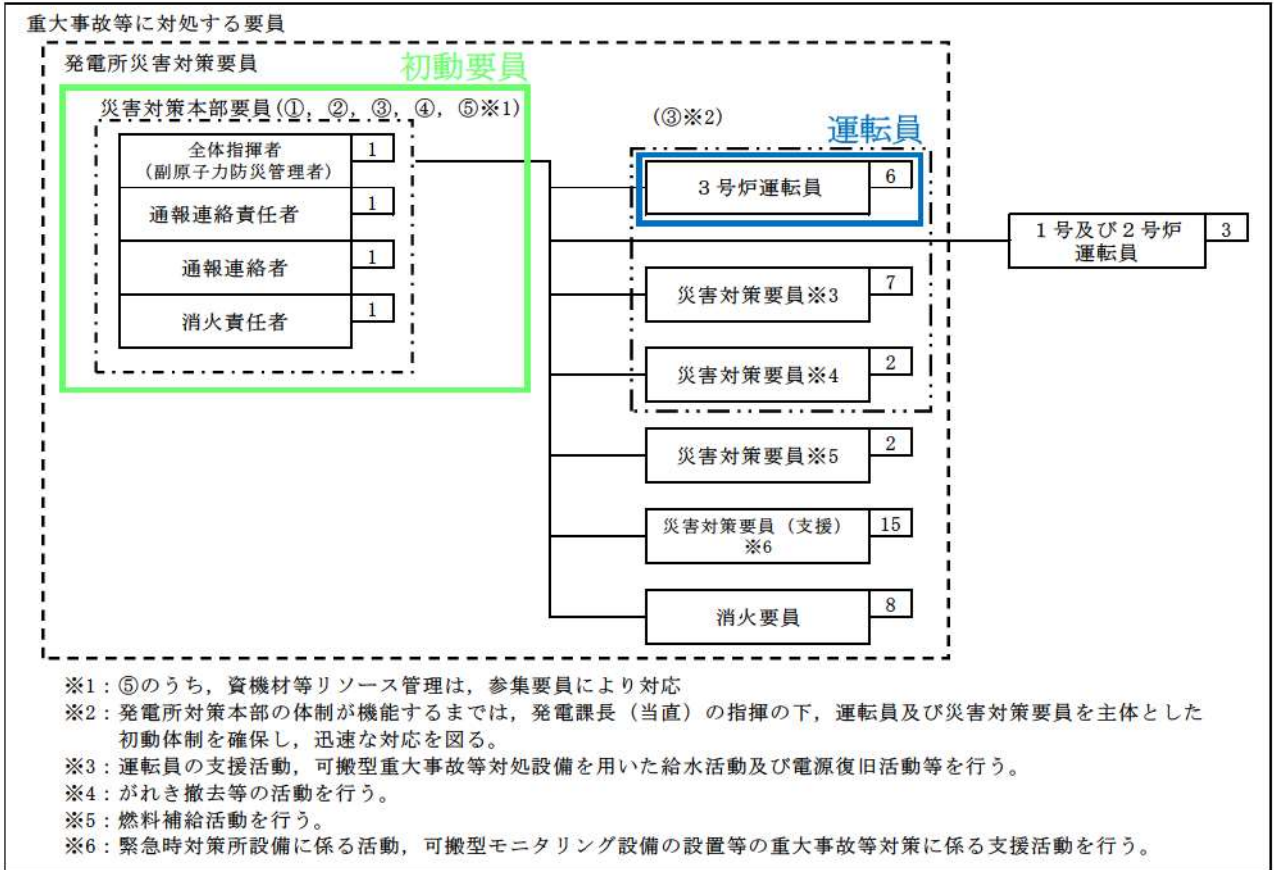 重大事故等に対処する要員
発電所災害対策要員
初動要員
災害対策本部要員(①，②，③，④，⑤※1)
全体指揮者
(副原子力防災管理者)
1
通報連絡責任者
1
通報連絡者
1
消火責任者
1
(③※2)
運転員
3号炉運転員
6
1号及び2号炉
運転員
3
災害対策要員※3
7
災害対策要員※4
2
災害対策要員※5
2
災害対策要員（支援）
※6
15
消火要員
8
※1：⑤のうち，資機材等リソース管理は，参集要員により対応
※2：発電所対策本部の体制が機能するまでは，発電課長（当直）の指揮の下，運転員及び災害対策要員を主体とした
初動体制を確保し，迅速な対応を図る。
※3：運転員の支援活動，可搬型重大事故等対処設備を用いた給水活動及び電源復旧活動等を行う。
※4：がれき撤去等の活動を行う。
※5：燃料補給活動を行う。
※6：緊急時対策所設備に係る活動，可搬型モニタリング設備の設置等の重大事故等対策に係る支援活動を行う。